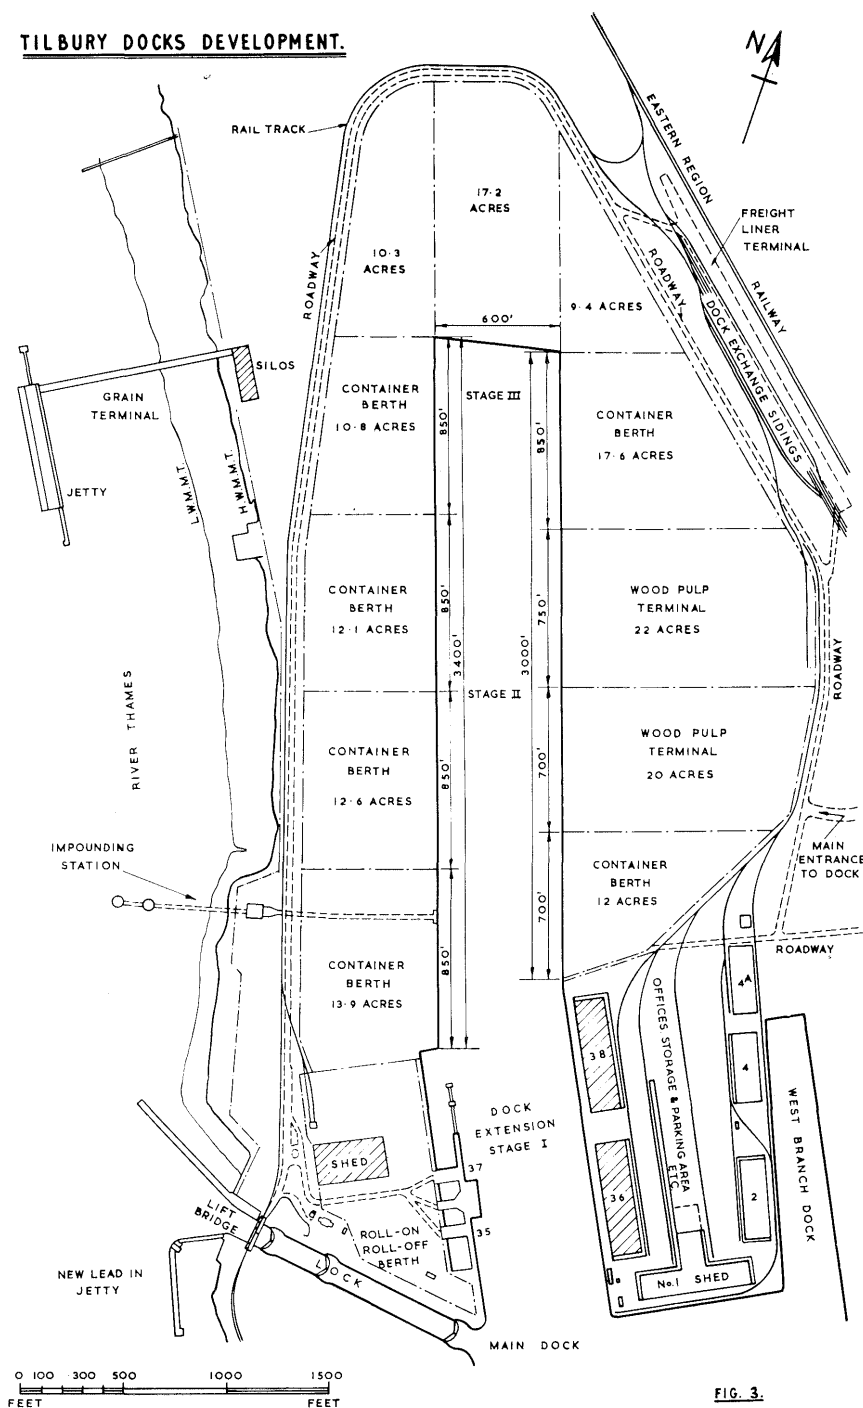 TILBURY DOCKS DEVELOPMENT.
N
RAIL TRACK
EASTERN REGION
RAILWAY
17·2
ACRES
FREIGHT
LINER
TERMINAL
ROADWAY
10·3
ACRES
ROADWAY
9·4 ACRES
600'
DOCK EXCHANGE SIDINGS
SILOS
GRAIN
TERMINAL
JETTY
L.W.M.M.T.
H.W.M.M.T.
CONTAINER
BERTH
10·8 ACRES
850'
STAGE III
850'
CONTAINER
BERTH
17·6 ACRES
CONTAINER
BERTH
12·1 ACRES
850'
3400'
3000'
750'
WOOD PULP
TERMINAL
22 ACRES
ROADWAY
STAGE II
RIVER THAMES
CONTAINER
BERTH
12·6 ACRES
850'
700'
WOOD PULP
TERMINAL
20 ACRES
IMPOUNDING
STATION
MAIN
ENTRANCE
TO DOCK
CONTAINER
BERTH
12 ACRES
700'
ROADWAY
CONTAINER
BERTH
13·9 ACRES
850'
38
OFFICES, STORAGE & PARKING AREA
ETC
4A
4
WEST BRANCH DOCK
DOCK
EXTENSION
STAGE I
SHED
37
36
2
LIFT
BRIDGE
35
ROLL-ON
ROLL-OFF
BERTH
LOCK
No.1 SHED
NEW LEAD IN
JETTY
MAIN DOCK
0 100 300 500 1000 1500
FEET FEET
FIG. 3.